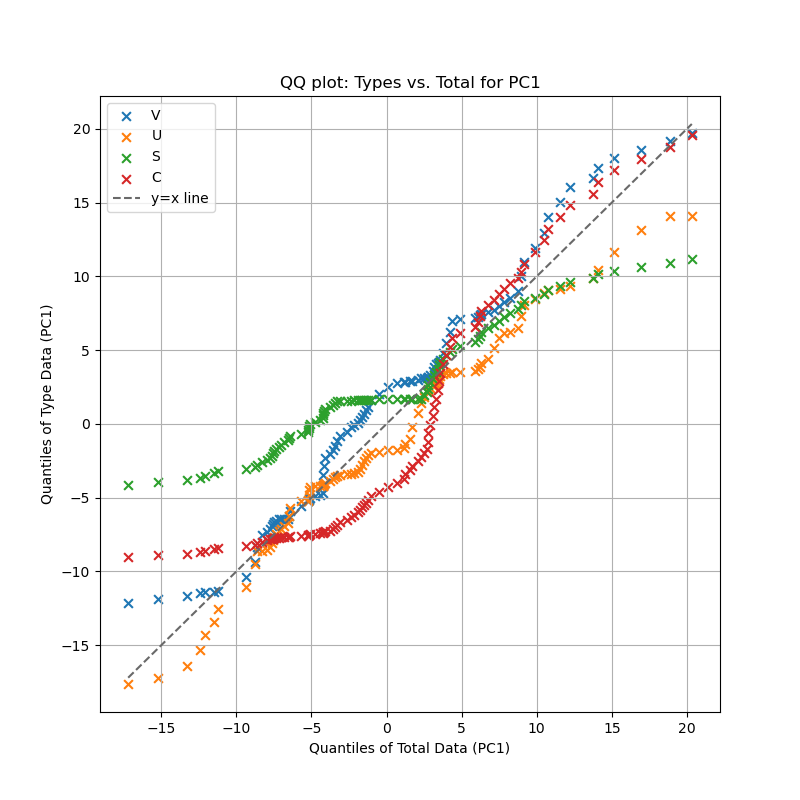 QQ plot: Types vs. Total for PC1
V
U
S
C
y=x line
20
15
10
5
0
−5
−10
−15
Quantiles of Type Data (PC1)
−15
−10
−5
0
5
10
15
20
Quantiles of Total Data (PC1)